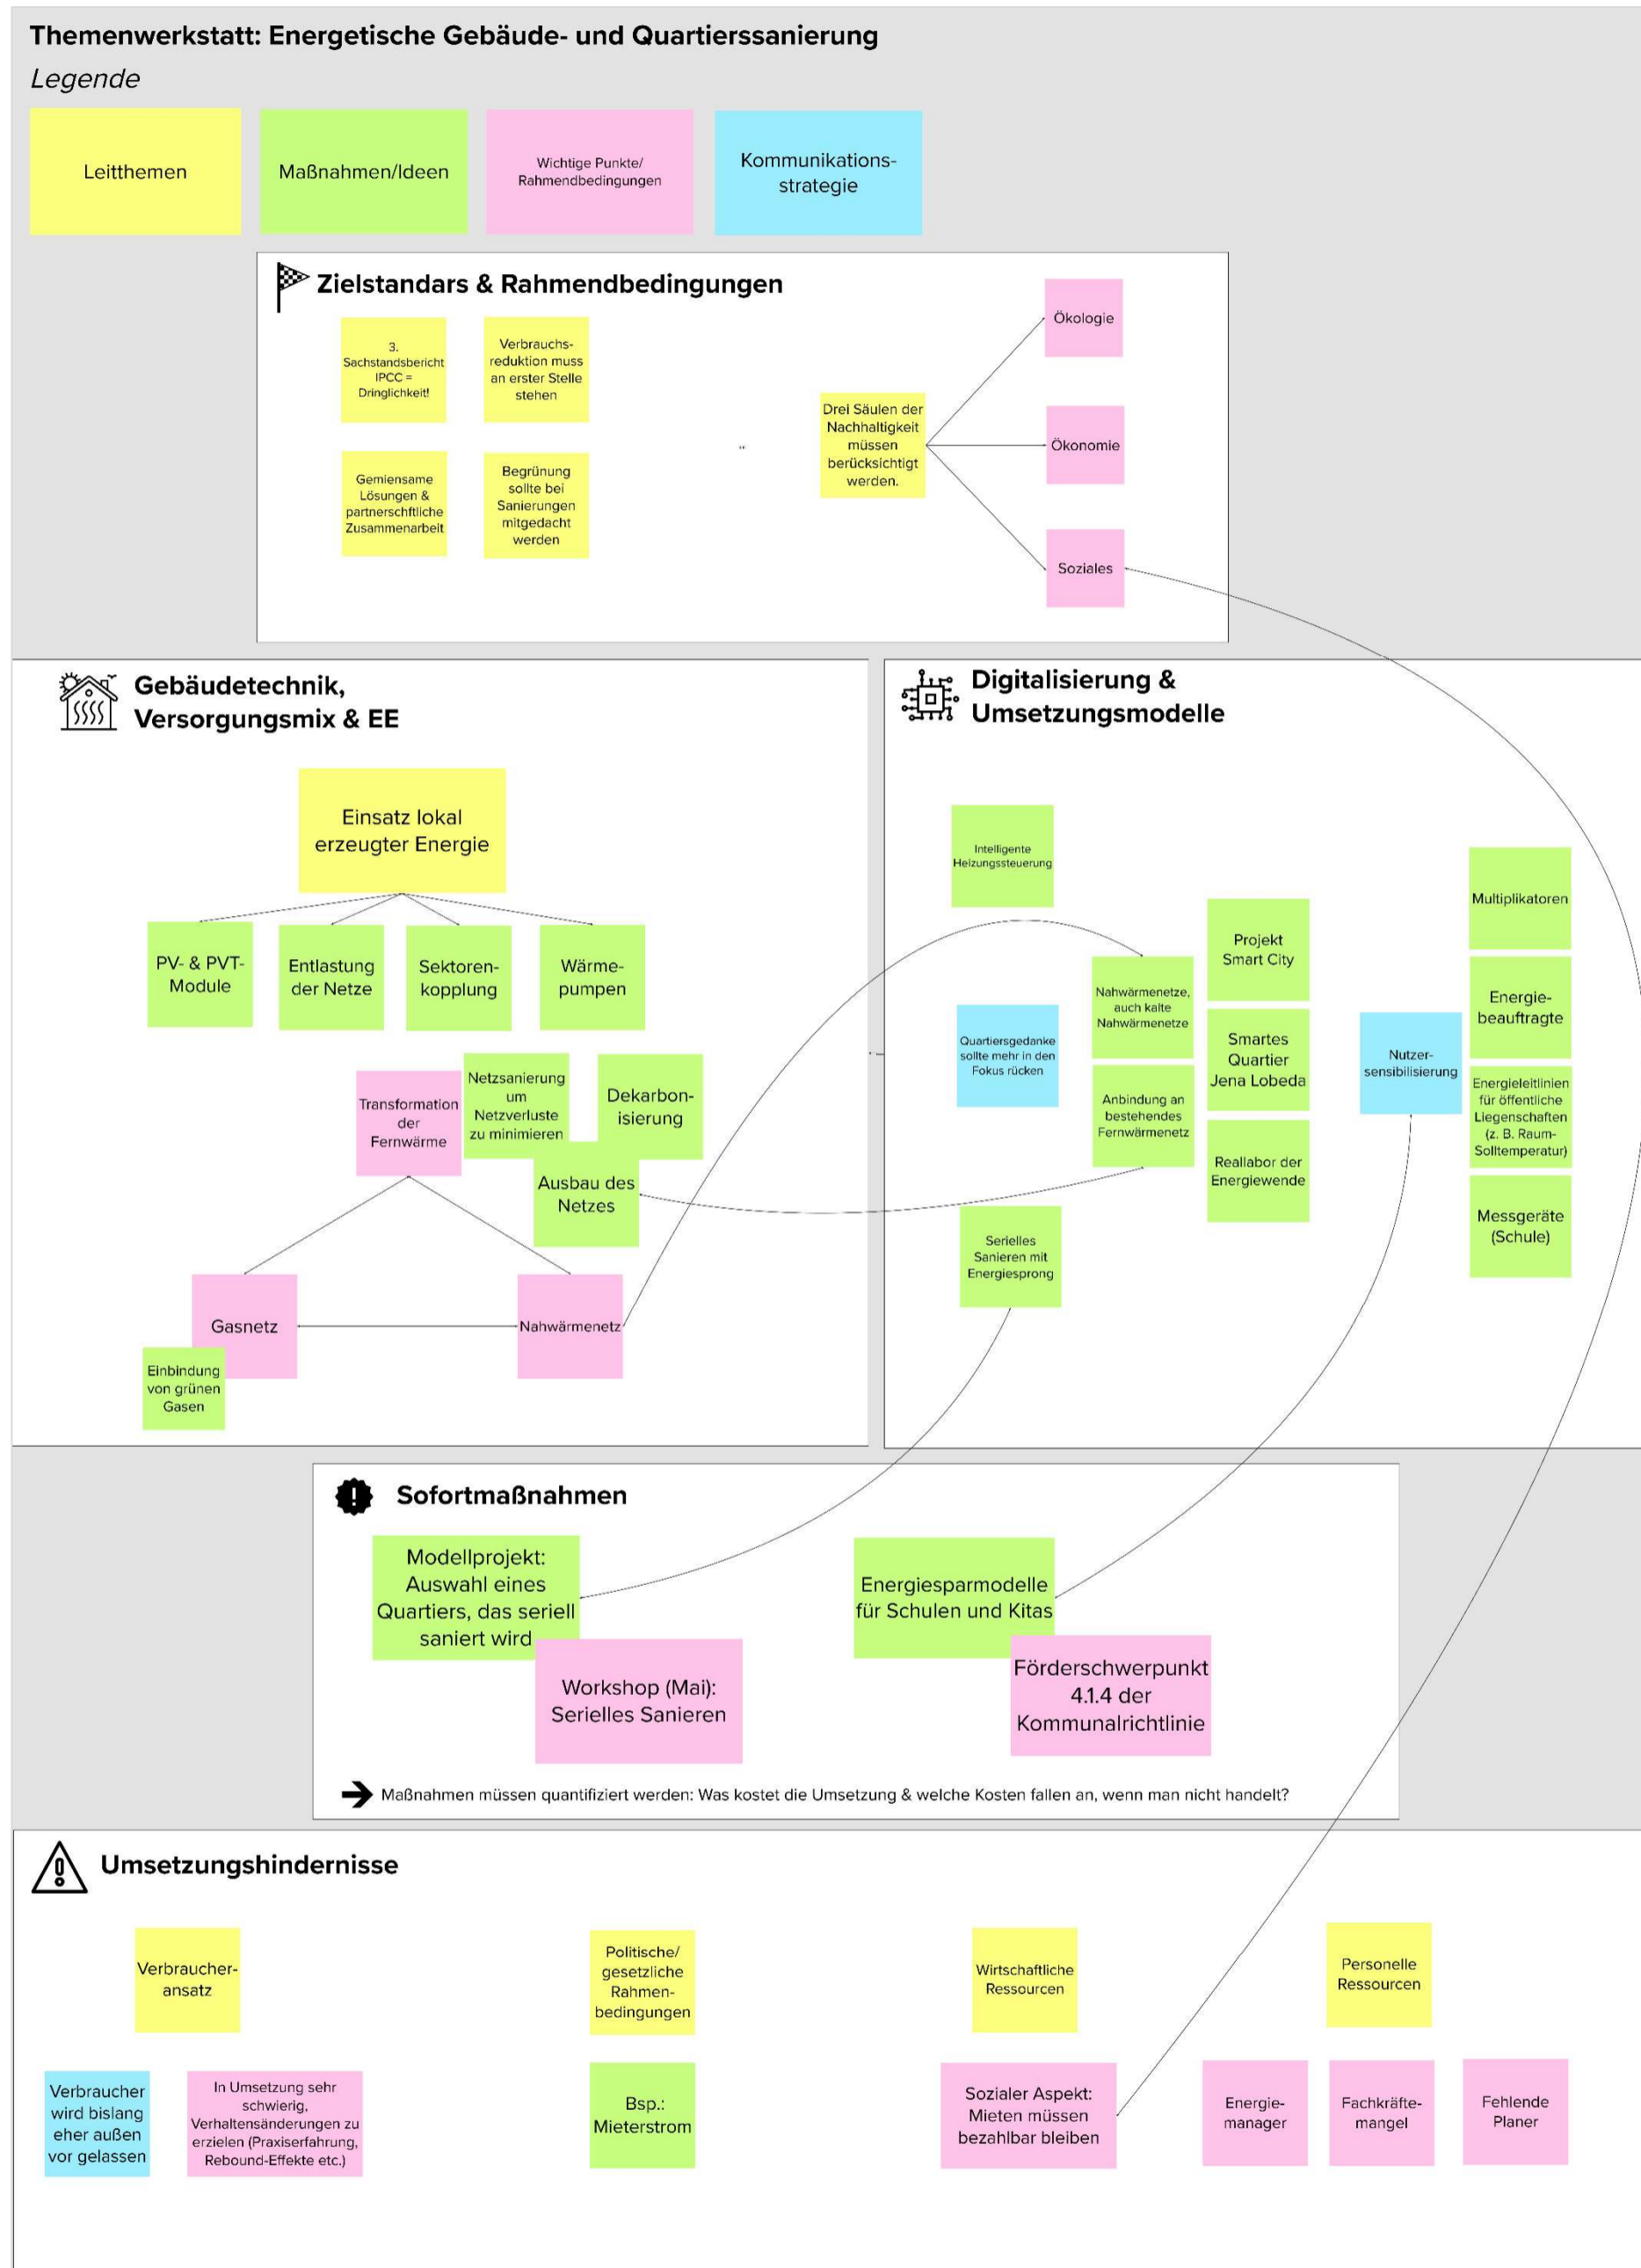 Themenwerkstatt: Energetische Gebäude- und Quartierssanierung
Legende
Leitthemen
Maßnahmen/Ideen
Wichtige Punkte/
Rahmendbedingungen
Kommunikations-
strategie
Zielstandars & Rahmendbedingungen
3.
Sachstandsbericht
IPCC =
Dringlichkeit!
Verbrauchs-
reduktion muss
an erster Stelle
stehen
Gemiensame
Lösungen &
partnerschftliche
Zusammenarbeit
Begrünung
sollte bei
Sanierungen
mitgedacht
werden
Drei Säulen der
Nachhaltigkeit
müssen
berücksichtigt
werden.
Ökologie
Ökonomie
Soziales
Gebäudetechnik,
Versorgungsmix & EE
Einsatz lokal
erzeugter Energie
PV- & PVT-
Module
Entlastung
der Netze
Sektoren-
kopplung
Wärme-
pumpen
Transformation
der
Fernwärme
Netzsanierung
um
Netzverluste
zu minimieren
Dekarbon-
isierung
Ausbau des
Netzes
Gasnetz
Nahwärmenetz
Einbindung
von grünen
Gasen
Digitalisierung &
Umsetzungsmodelle
Intelligente
Heizungssteuerung
Quartiersgedanke
sollte mehr in den
Fokus rücken
Nahwärmenetze,
auch kalte
Nahwärmenetze
Anbindung an
bestehendes
Fernwärmenetz
Serielles
Sanieren mit
Energiesprong
Projekt
Smart City
Smartes
Quartier
Jena Lobeda
Reallabor der
Energiewende
Nutzer-
sensibilisierung
Multiplikatoren
Energie-
beauftragte
Energieleitlinien
für öffentliche
Liegenschaften
(z. B. Raum-
Solltemperatur)
Messgeräte
(Schule)
Sofortmaßnahmen
Modellprojekt:
Auswahl eines
Quartiers, das seriell
saniert wird
Workshop (Mai):
Serielles Sanieren
Energiesparmodelle
für Schulen und Kitas
Förderschwerpunkt
4.1.4 der
Kommunalrichtlinie
Maßnahmen müssen quantifiziert werden: Was kostet die Umsetzung & welche Kosten fallen an, wenn man nicht handelt?
Umsetzungshindernisse
Verbraucher-
ansatz
Verbraucher
wird bislang
eher außen
vor gelassen
In Umsetzung sehr
schwierig,
Verhaltensänderungen zu
erzielen (Praxiserfahrung,
Rebound-Effekte etc.)
Politische/
gesetzliche
Rahmen-
bedingungen
Bsp.:
Mieterstrom
Wirtschaftliche
Ressourcen
Sozialer Aspekt:
Mieten müssen
bezahlbar bleiben
Personelle
Ressourcen
Energie-
manager
Fachkräfte-
mangel
Fehlende
Planer